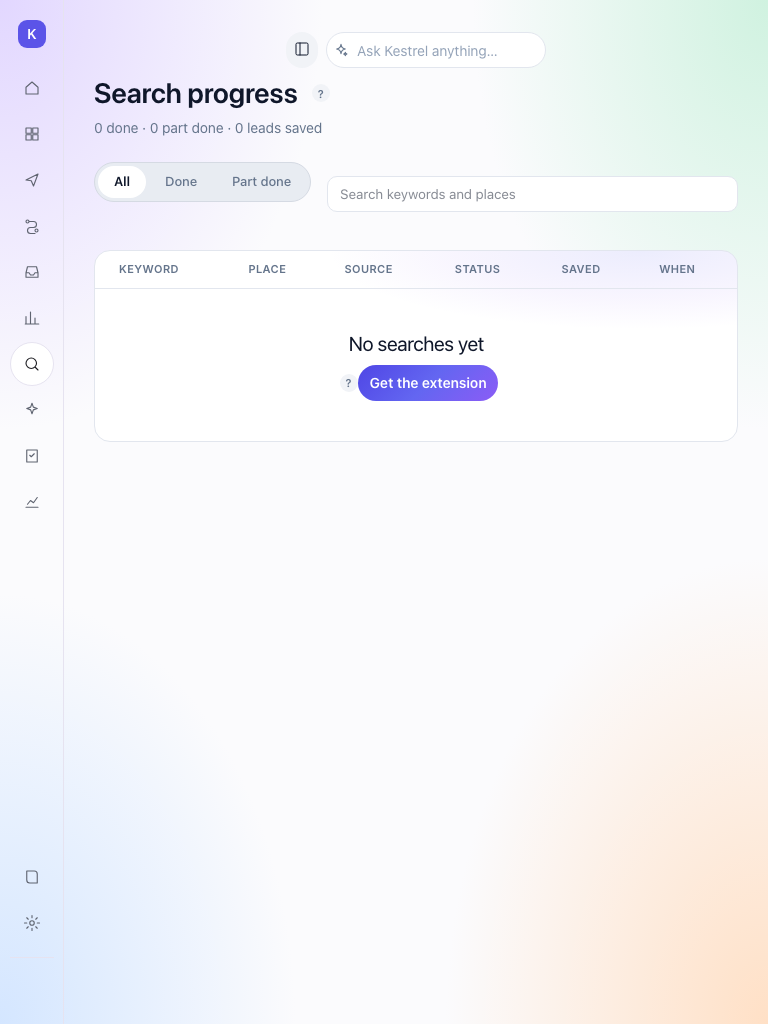 K
Ask Kestrel anything...
Search progress ?
0 done · 0 part done · 0 leads saved
All Done Part done
Search keywords and places
KEYWORD PLACE SOURCE STATUS SAVED WHEN
No searches yet
? Get the extension